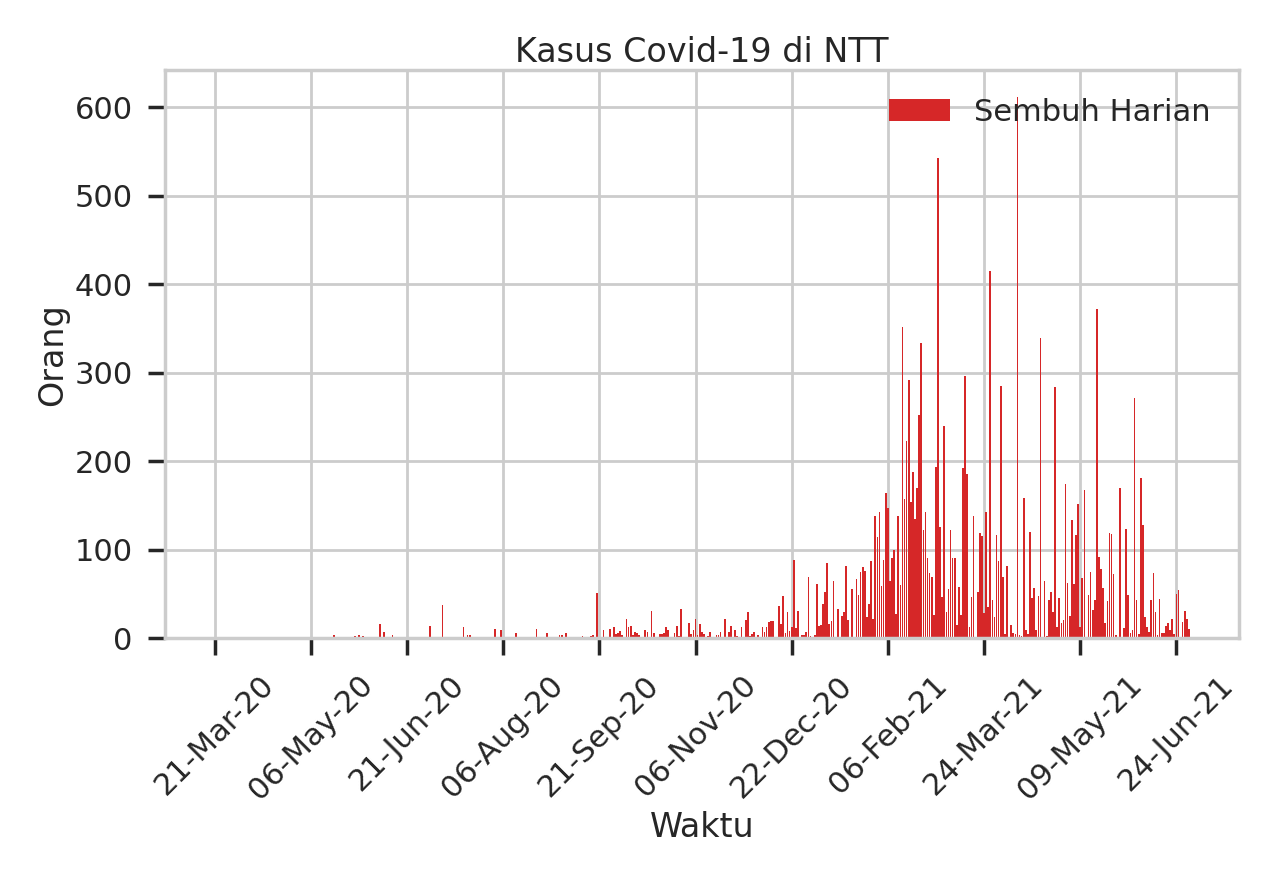 Kasus Covid-19 di NTT
Sembuh Harian
Orang
600
500
400
300
200
100
0
21-Mar-20
06-May-20
21-Jun-20
06-Aug-20
21-Sep-20
06-Nov-20
22-Dec-20
06-Feb-21
24-Mar-21
09-May-21
24-Jun-21
Waktu